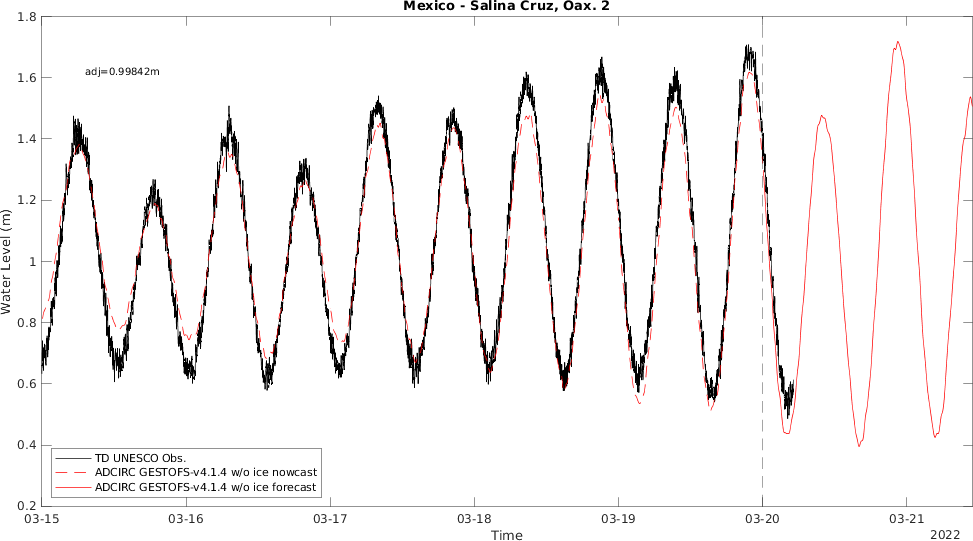 Mexico - Salina Cruz, Oax. 2
1.8
1.6
1.4
1.2
1
0.8
0.6
0.4
0.2
Water Level (m)
adj=0.99842m
TD UNESCO Obs.
ADCIRC GESTOFS-v4.1.4 w/o ice nowcast
ADCIRC GESTOFS-v4.1.4 w/o ice forecast
03-15 03-16 03-17 03-18 03-19 03-20 03-21
Time
2022